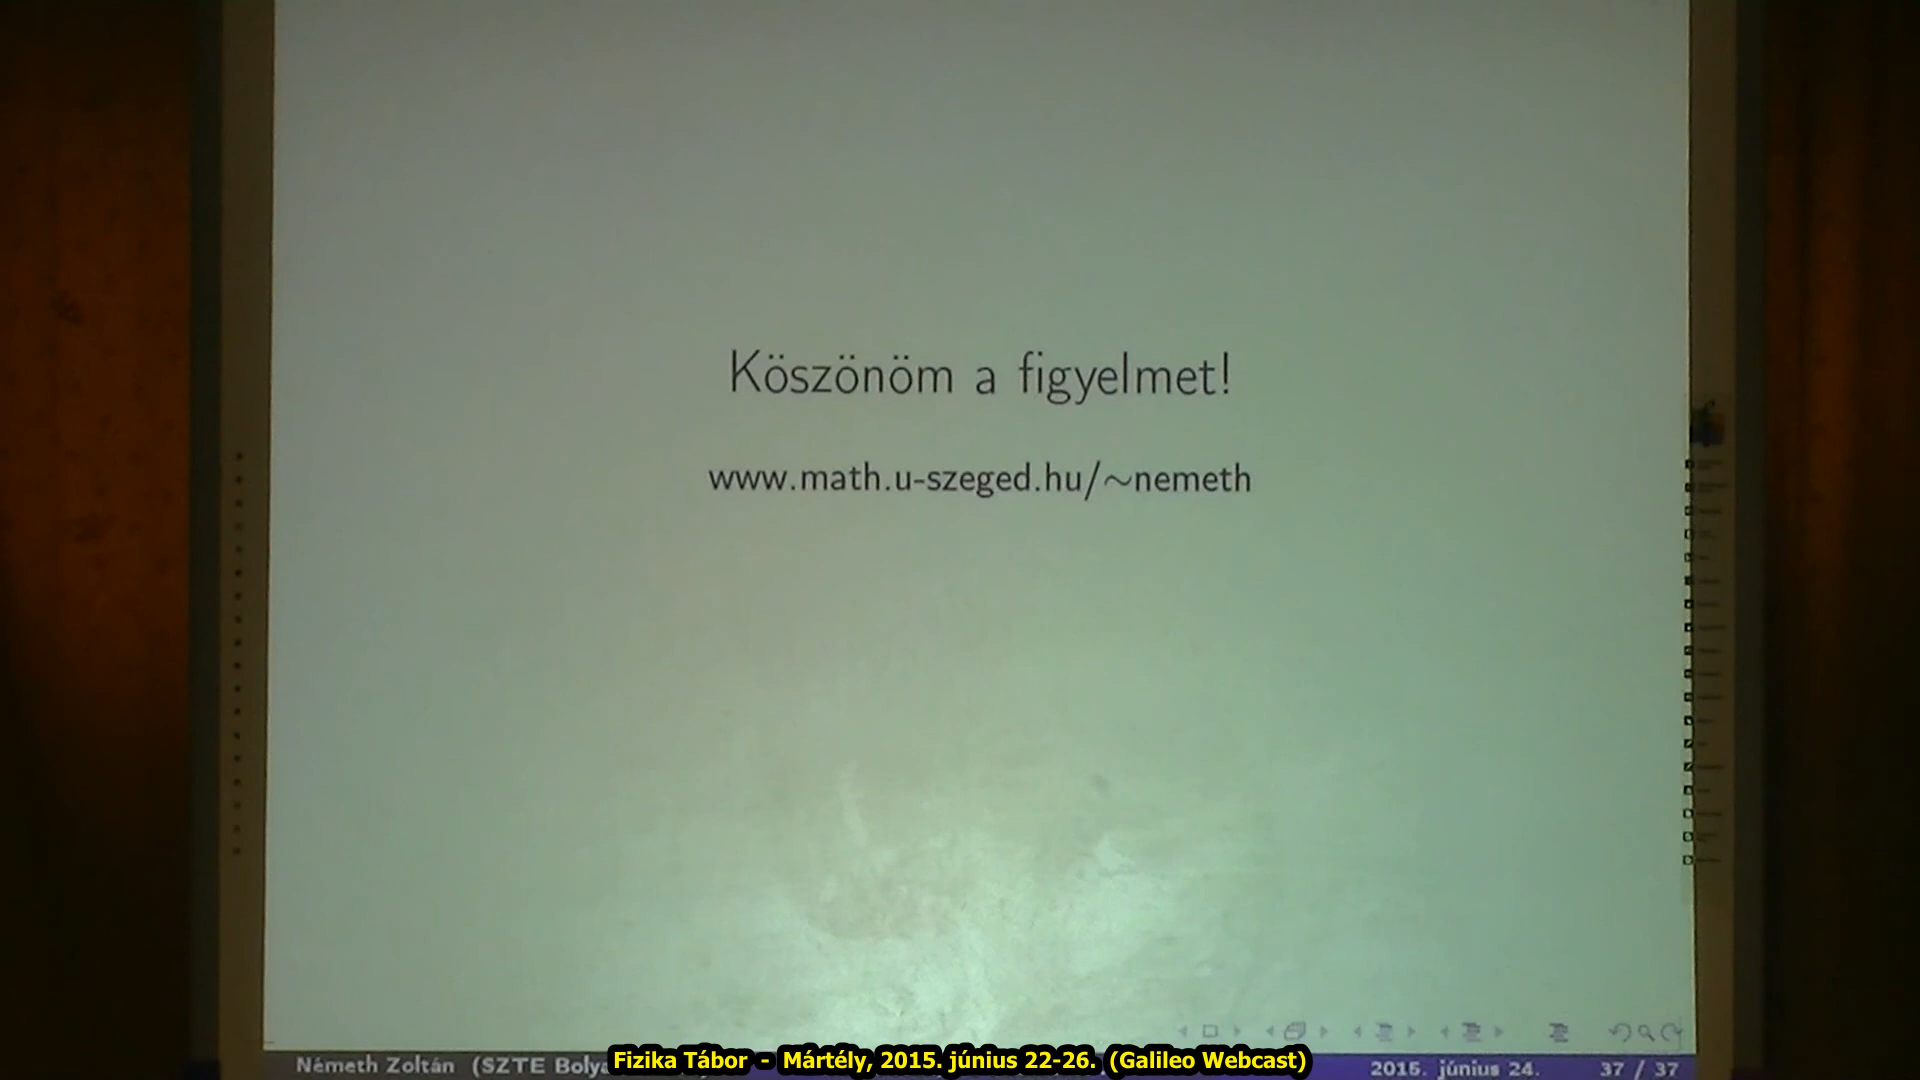 Köszönöm a figyelmet!
www.math.u-szeged.hu/~nemeth
Németh Zoltán (SZTE Bolya
2015. június 24.
37 / 37
Fizika Tábor - Mártély, 2015. június 22-26. (Galileo Webcast)